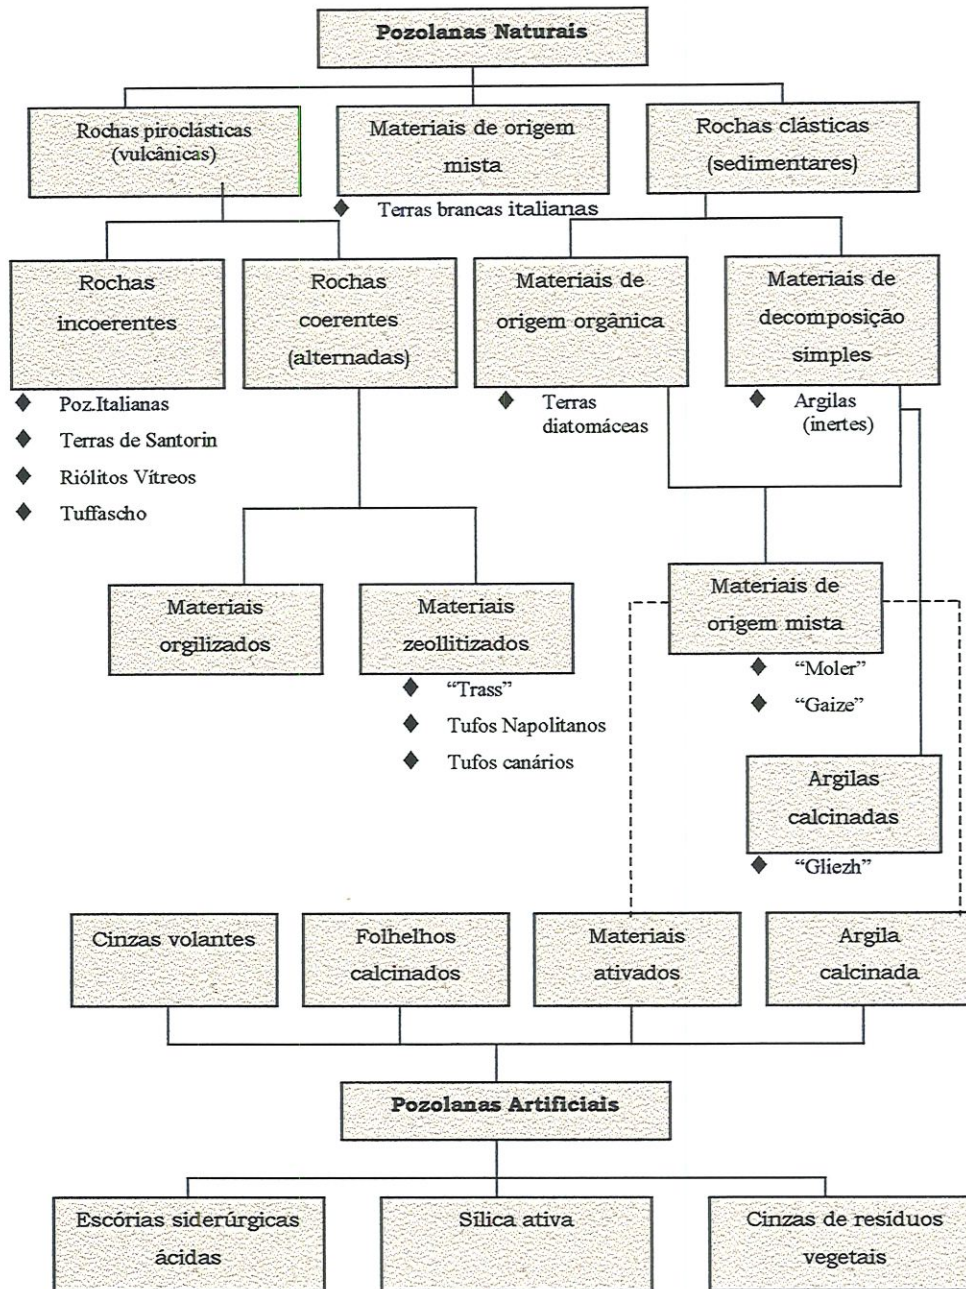 Pozolanas Naturais
Rochas piroclásticas
(vulcânicas)
Materiais de origem
mista
Rochas clásticas
(sedimentares)
Terras brancas italianas
Rochas
incoerentes
Rochas
coerentes
(alternadas)
Materiais de
origem orgânica
Materiais de
decomposição
simples
Poz.Italianas
Terras de Santorin
Riólitos Vítreos
Tuffascho
Terras
diatomáceas
Argilas
(inertes)
Materiais
orgilizados
Materiais
zeollitizados
Materiais de
origem mista
"Trass"
Tufos Napolitanos
Tufos canários
"Moler"
"Gaize"
Argilas
calcinadas
"Gliezh"
Cinzas volantes
Folhelhos
calcinados
Materiais
ativados
Argila
calcinada
Pozolanas Artificiais
Escórias siderúrgicas
ácidas
Sílica ativa
Cinzas de resíduos
vegetais